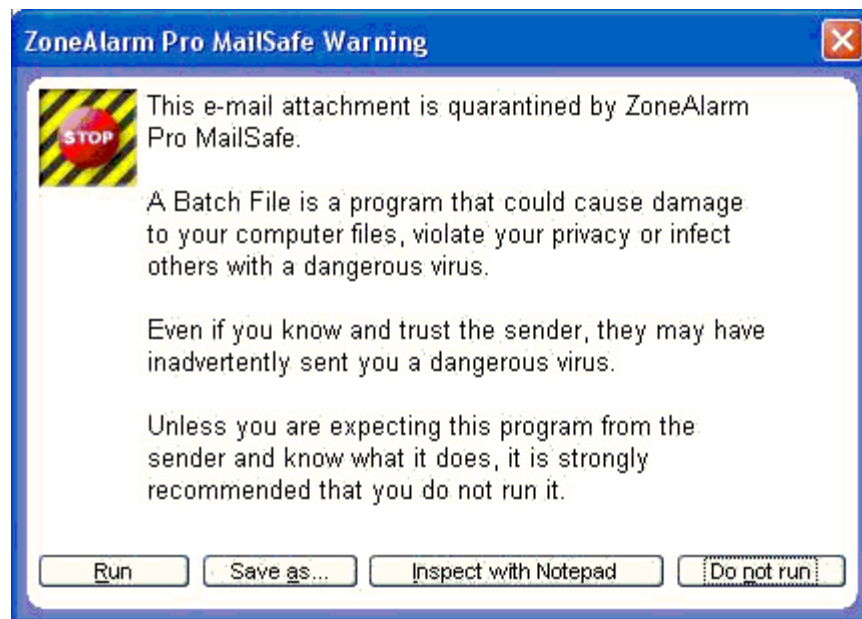 ZoneAlarm Pro MailSafe Warning
STOP
This e-mail attachment is quarantined by ZoneAlarm
Pro MailSafe.
A Batch File is a program that could cause damage
to your computer files, violate your privacy or infect
others with a dangerous virus.
Even if you know and trust the sender, they may have
inadvertently sent you a dangerous virus.
Unless you are expecting this program from the
sender and know what it does, it is strongly
recommended that you do not run it.
Run Save as... Inspect with Notepad Do not run